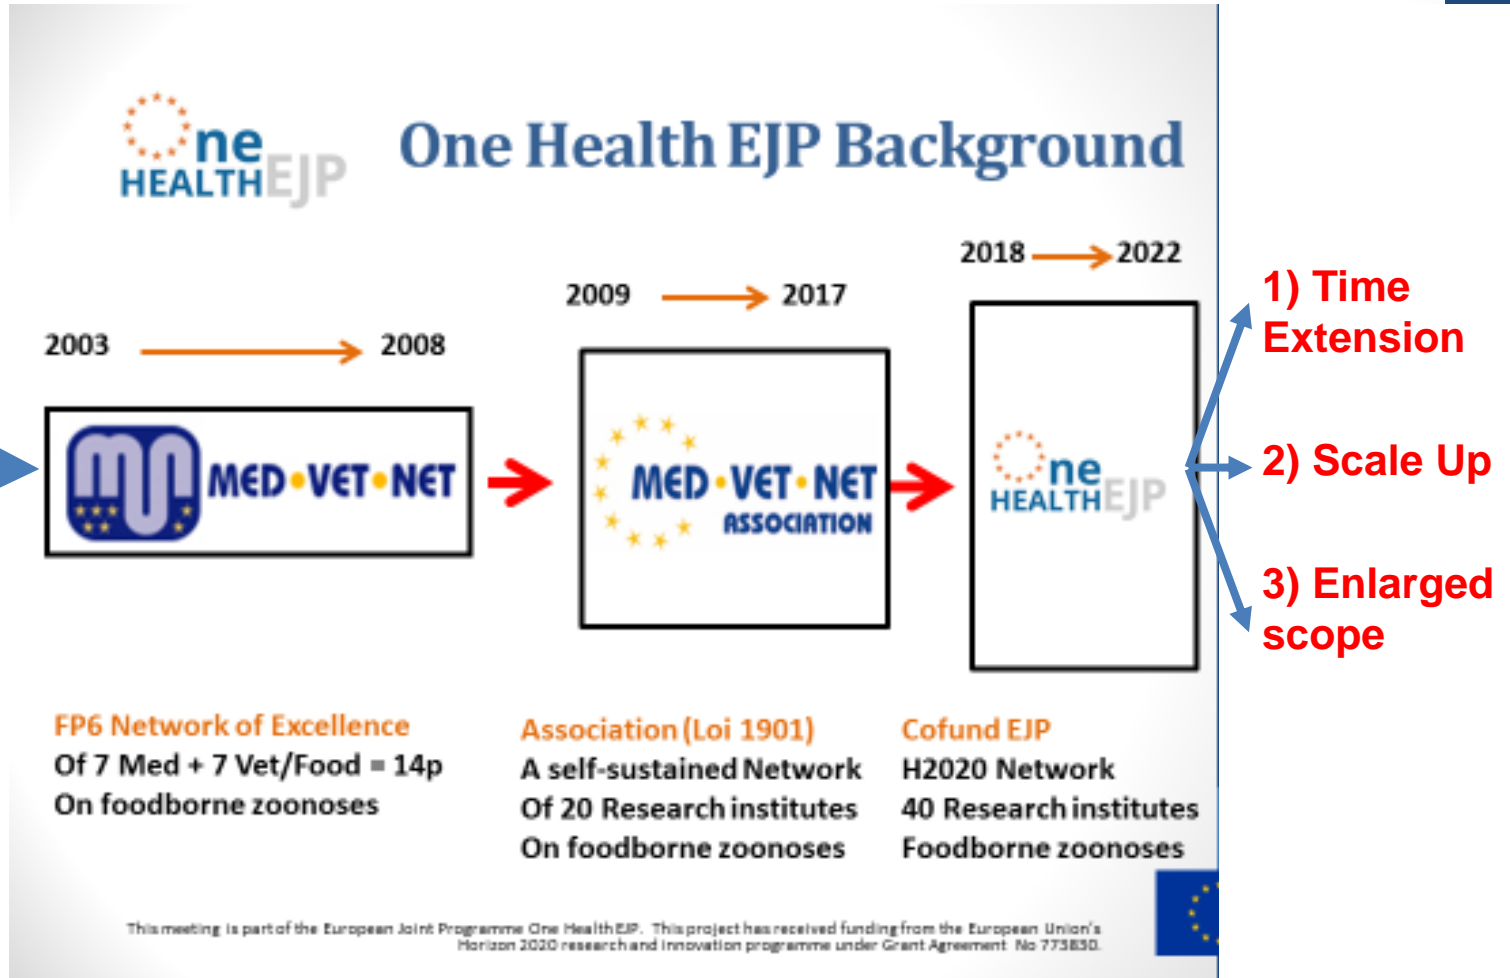 One
HEALTH EJP
One Health EJP Background
2003
2008
2009
2017
2018
2022
MED•VET•NET
MED•VET•NET
ASSOCIATION
One
HEALTH EJP
1) Time
Extension
2) Scale Up
3) Enlarged
scope
FP6 Network of Excellence
Of 7 Med + 7 Vet/Food = 14p
On foodborne zoonoses
Association (Loi 1901)
A self-sustained Network
Of 20 Research institutes
On foodborne zoonoses
Cofund EJP
H2020 Network
40 Research institutes
Foodborne zoonoses
This meeting is part of the European Joint Programme One Health EJP. This project has received funding from the European Union's
Horizon 2020 research and innovation programme under Grant Agreement No 773830.